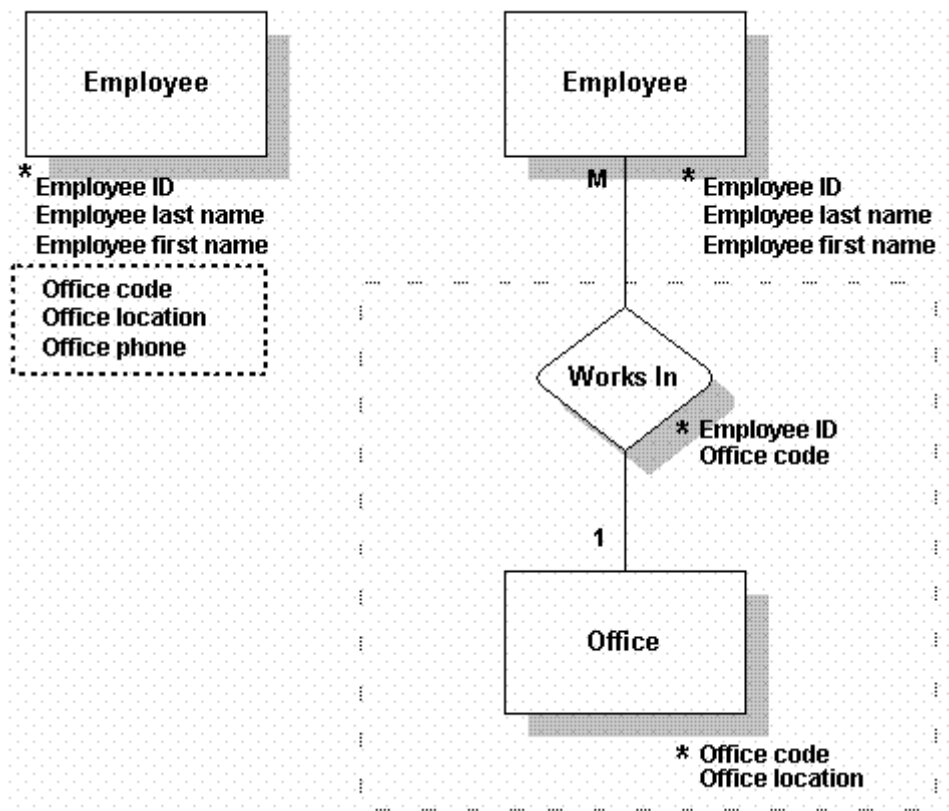 Employee
* Employee ID
Employee last name
Employee first name
Office code
Office location
Office phone
Employee
M
* Employee ID
Employee last name
Employee first name
Works In
* Employee ID
Office code
1
Office
* Office code
Office location